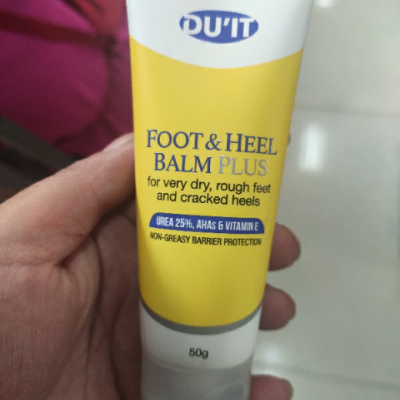 DU'IT
FOOT & HEEL
BALM PLUS
for very dry, rough feet
and cracked heels
UREA 25%, AHAs & VITAMIN E
NON-GREASY BARRIER PROTECTION
50g